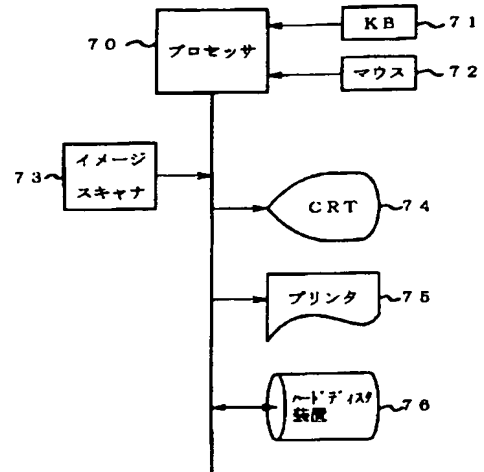 70
プロセッサ
KB
71
マウス
72
73
イメージ
スキャナ
CRT
74
プリンタ
75
ハードディスク
装置
76